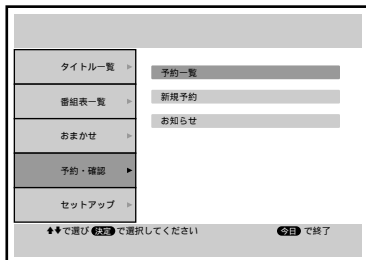 タイトル一覧
番組表一覧
おまかせ
予約・確認
セットアップ
予約一覧
新規予約
お知らせ
で選び 決定 で選択してください
今日 で終了